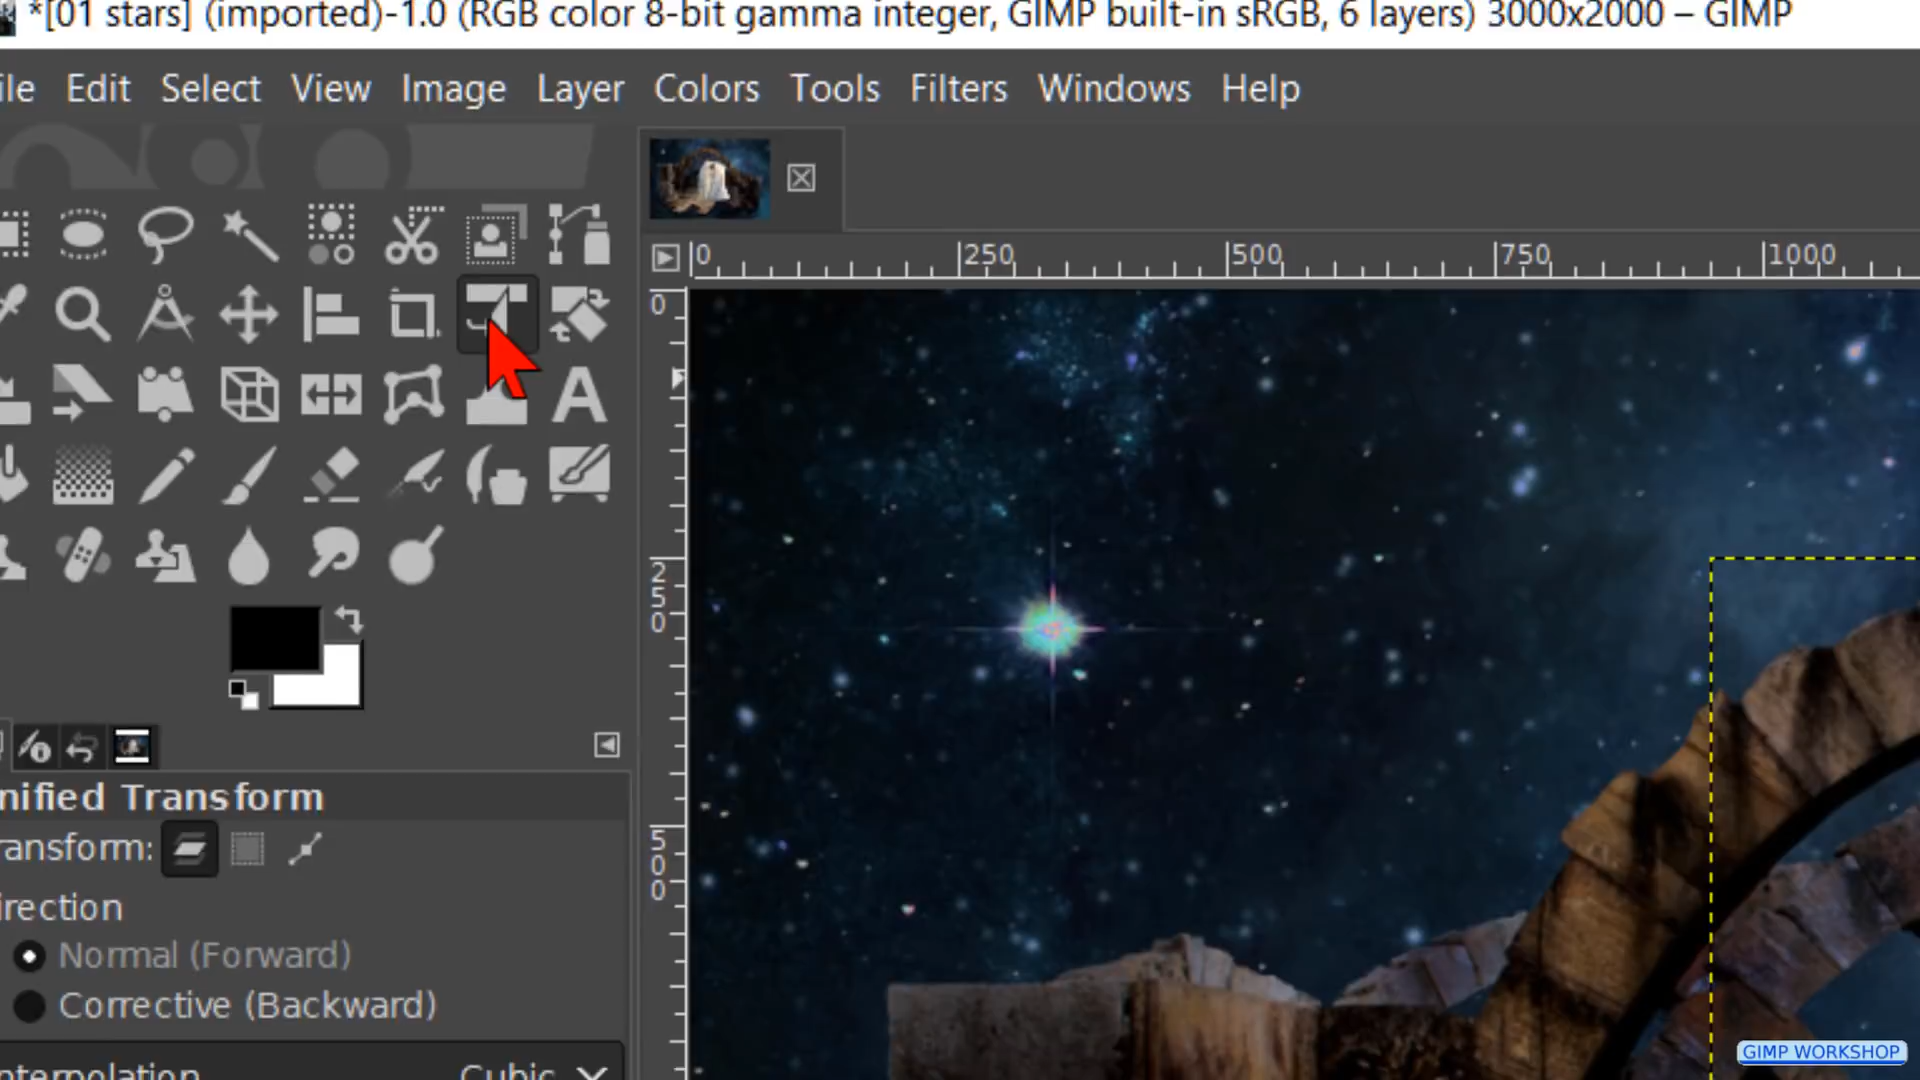 *[01 stars] (imported)-1.0 (RGB color 8-bit gamma integer, GIMP built-in sRGB, 6 layers) 3000x2000 – GIMP
ile Edit Select View Image Layer Colors Tools Filters Windows Help
0 250 500 750 1000
0
250
500
A
nified Transform
ransform:
irection
Normal (Forward)
Corrective (Backward)
nterpolation Cubic
GIMP WORKSHOP